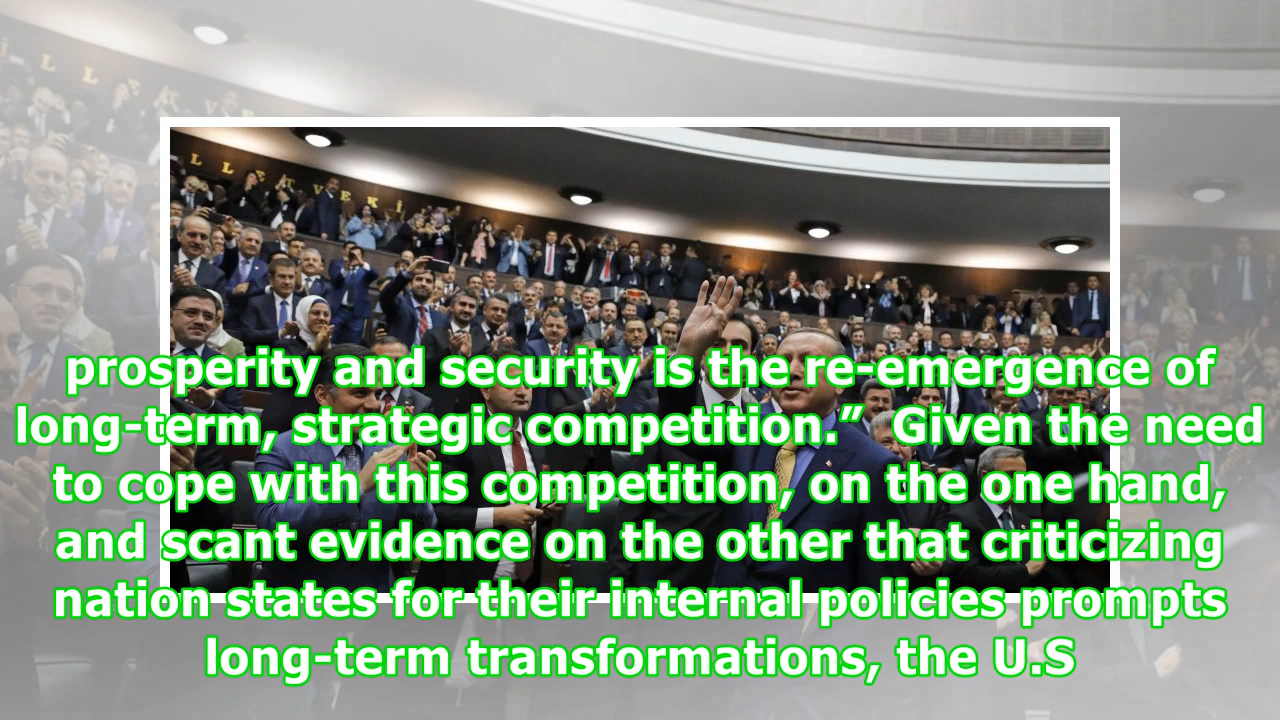 LLETVEKİ
prosperity and security is the re-emergence of
long-term, strategic competition.” Given the need
to cope with this competition, on the one hand,
and scant evidence on the other that criticizing
nation states for their internal policies prompts
long-term transformations, the U.S